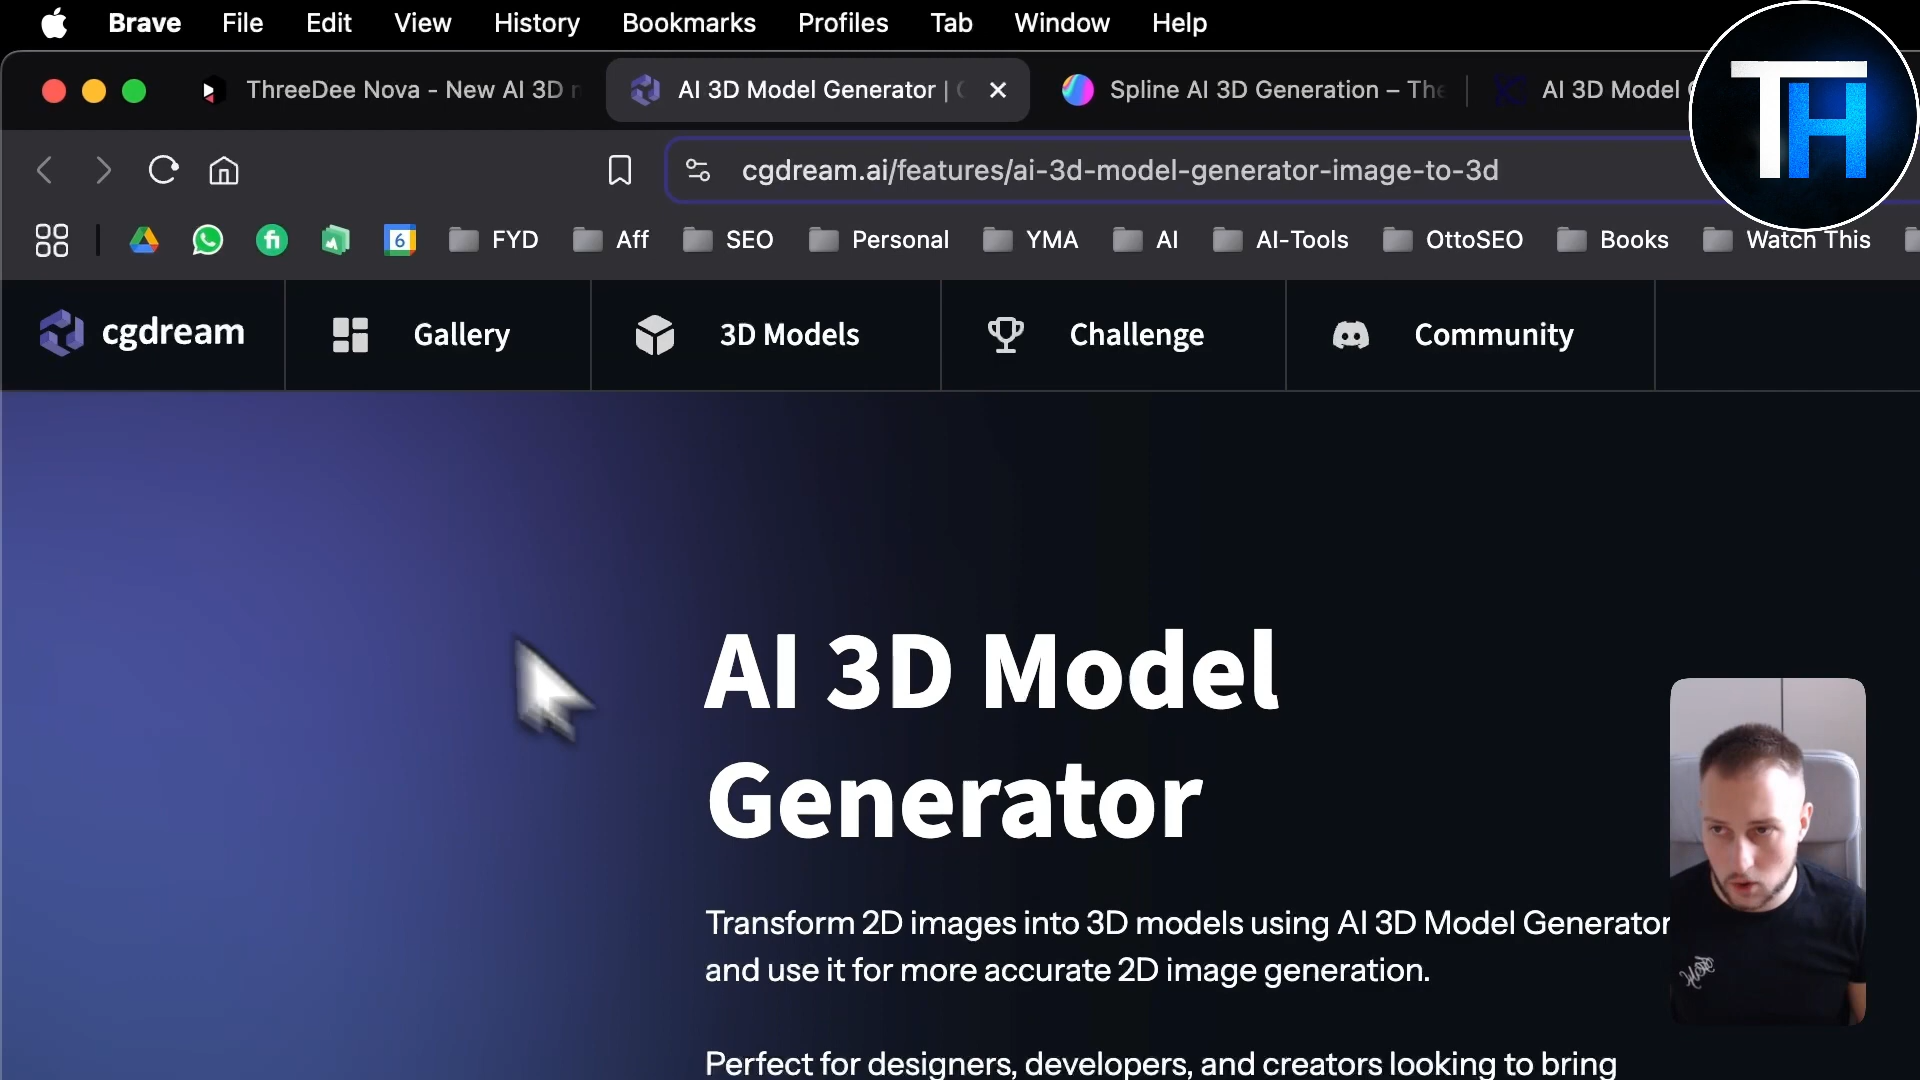 Brave File Edit View History Bookmarks Profiles Tab Window Help
ThreeDee Nova - New AI 3D AI 3D Model Generator | Spline AI 3D Generation – The AI 3D Model
TH
cgdream.ai/features/ai-3d-model-generator-image-to-3d
6 FYD Aff SEO Personal YMA AI AI-Tools OttoSEO Books Watch This
cgdream Gallery 3D Models Challenge Community
AI 3D Model
Generator
Transform 2D images into 3D models using AI 3D Model Generator
and use it for more accurate 2D image generation.
Perfect for designers, developers, and creators looking to bring